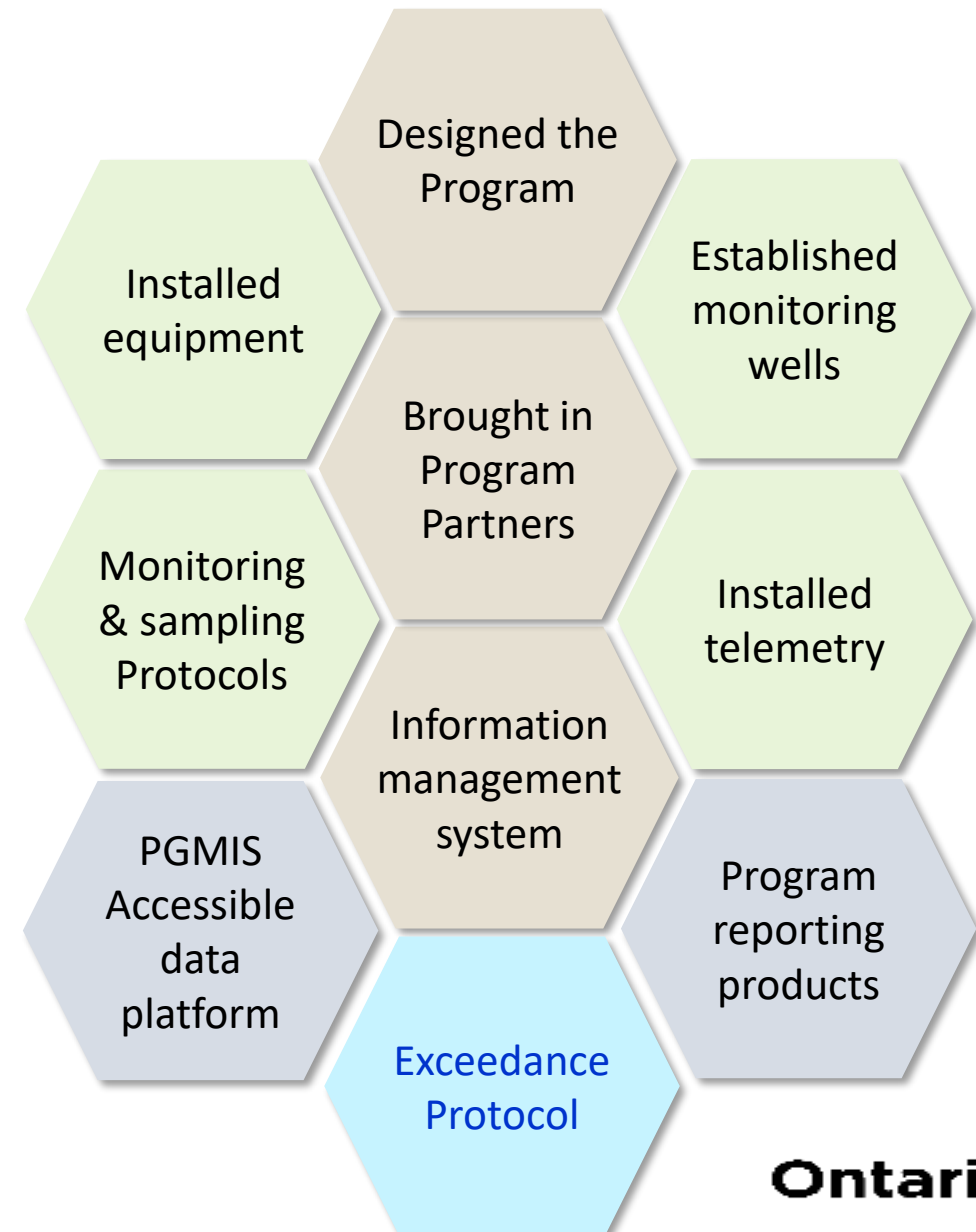 Designed the
Program
Installed
equipment
Established
monitoring
wells
Brought in
Program
Partners
Monitoring
& sampling
Protocols
Installed
telemetry
Information
management
system
PGMIS
Accessible
data
platform
Program
reporting
products
Exceedance
Protocol
Ontari